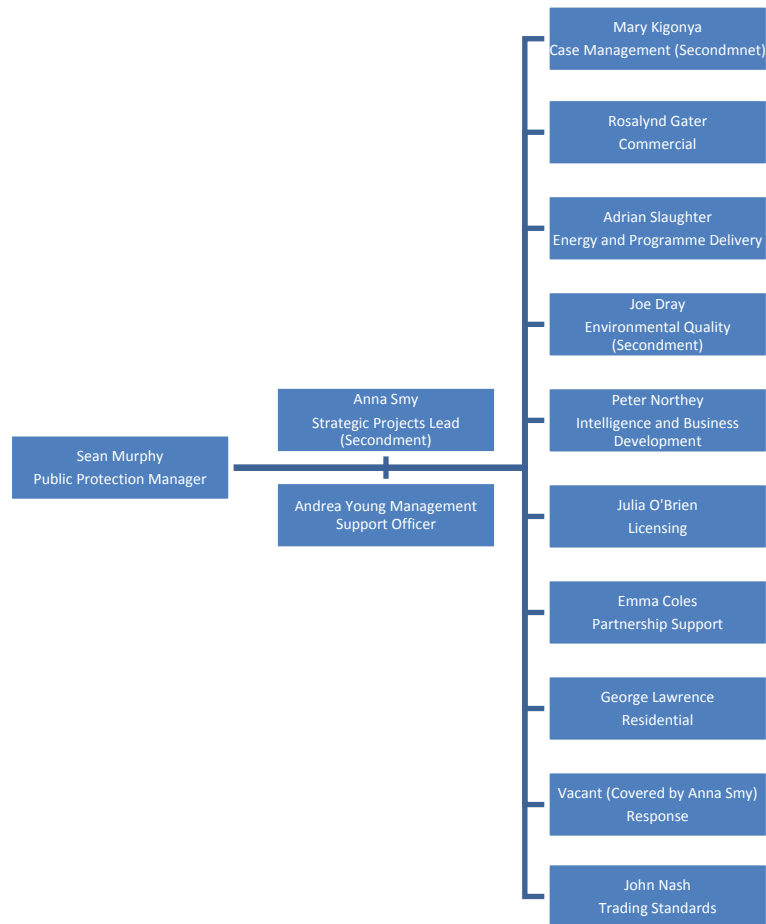 Sean Murphy
Public Protection Manager
Anna Smy
Strategic Projects Lead
(Secondment)
Andrea Young Management
Support Officer
Mary Kigonya
Case Management (Secondmnet)
Rosalynd Gater
Commercial
Adrian Slaughter
Energy and Programme Delivery
Joe Dray
Environmental Quality
(Secondment)
Peter Northey
Intelligence and Business
Development
Julia O'Brien
Licensing
Emma Coles
Partnership Support
George Lawrence
Residential
Vacant (Covered by Anna Smy)
Response
John Nash
Trading Standards